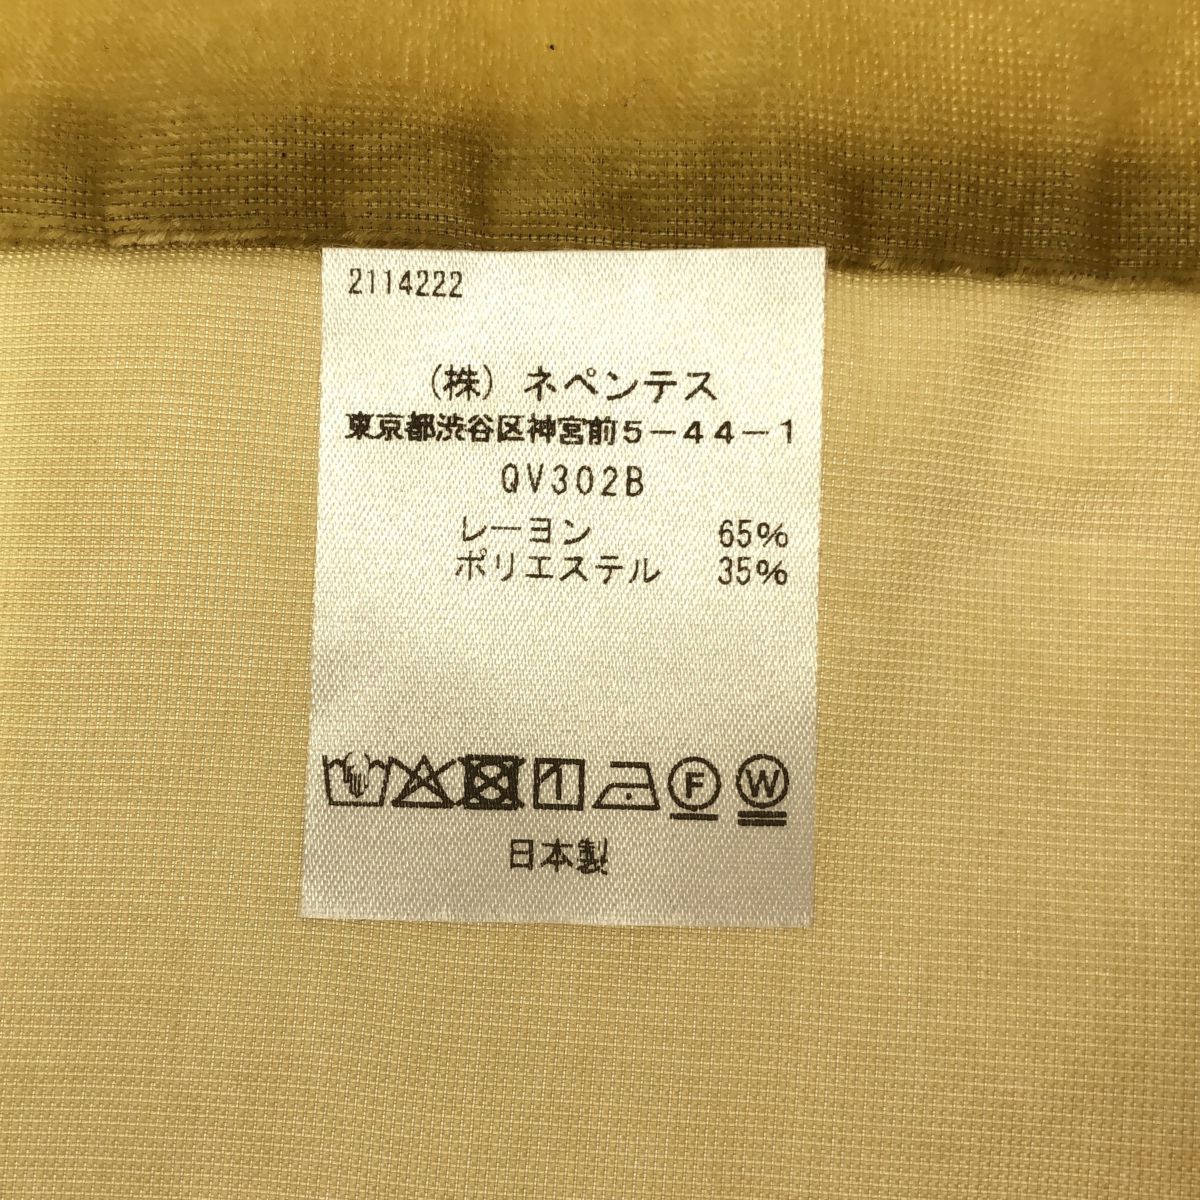 2114222
(株) ネペンテス
東京都渋谷区神宮前5-44-1
QV302B
レーヨン 65%
ポリエステル 35%
F W
日本製